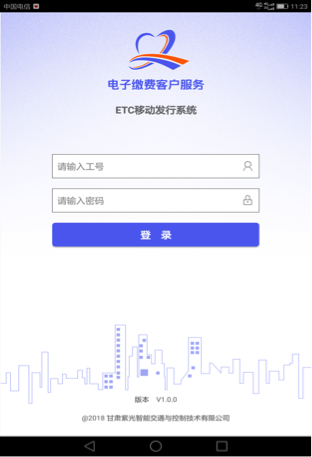 中国电信
11:23
电子缴费客户服务
ETC移动发行系统
请输入工号
请输入密码
登 录
版本 V1.0.0
@2018 甘肃紫光智能交通与控制技术有限公司